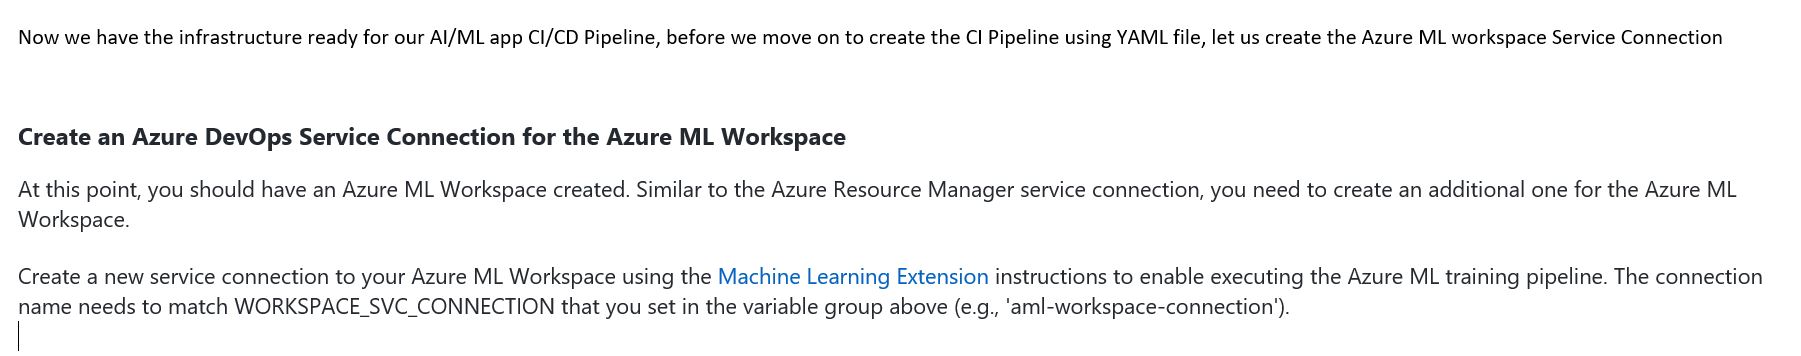 Now we have the infrastructure ready for our AI/ML app CI/CD Pipeline, before we move on to create the CI Pipeline using YAML file, let us create the Azure ML workspace Service Connection
Create an Azure DevOps Service Connection for the Azure ML Workspace
At this point, you should have an Azure ML Workspace created. Similar to the Azure Resource Manager service connection, you need to create an additional one for the Azure ML
Workspace.
Create a new service connection to your Azure ML Workspace using the Machine Learning Extension instructions to enable executing the Azure ML training pipeline. The connection
name needs to match WORKSPACE_SVC_CONNECTION that you set in the variable group above (e.g., 'aml-workspace-connection').